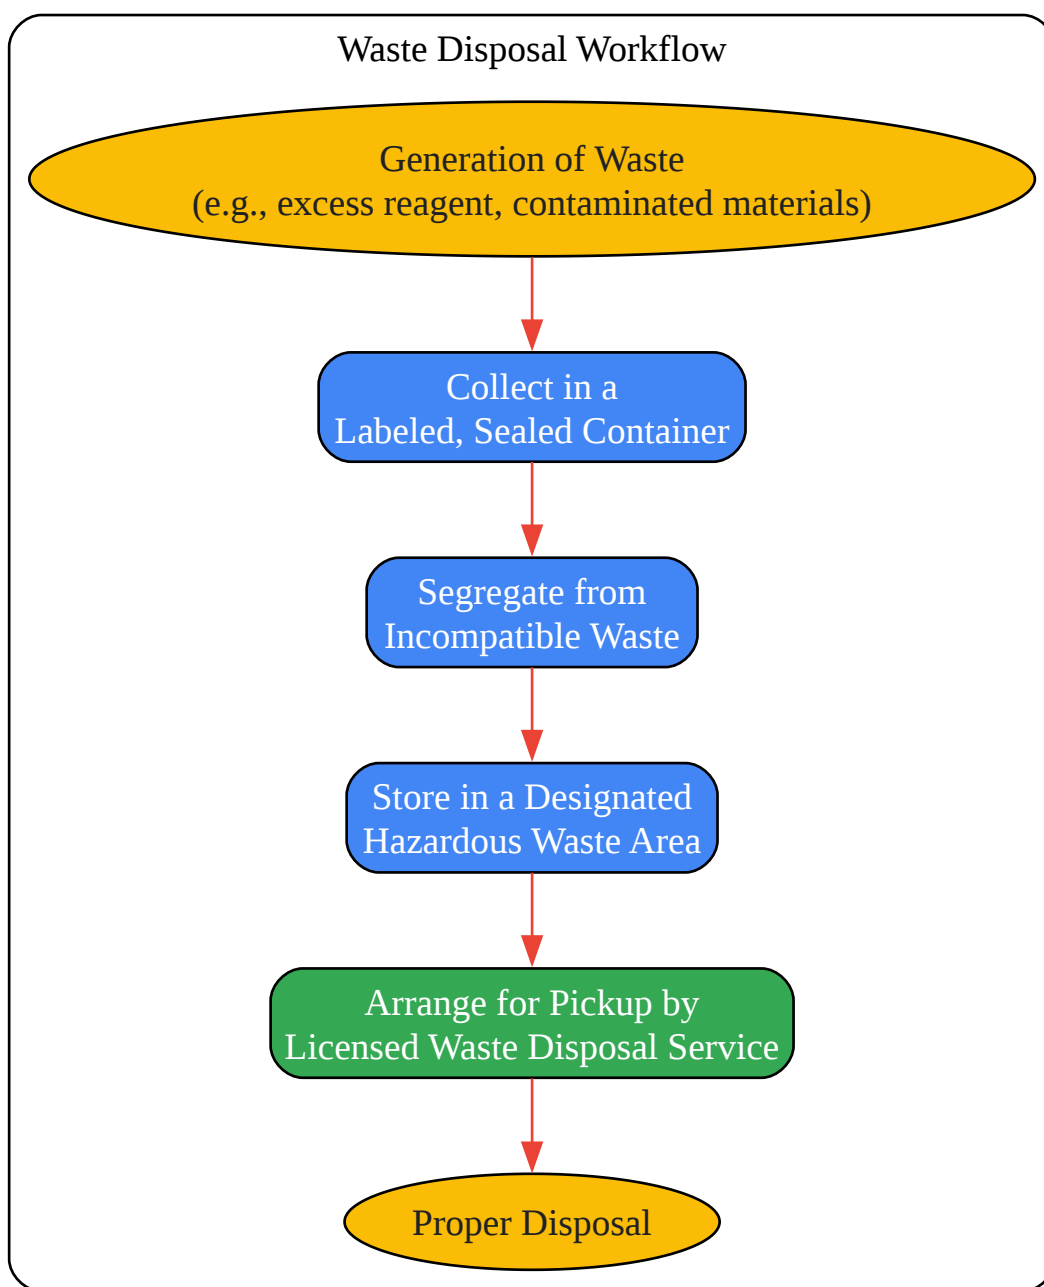 Waste Disposal Workflow
Generation of Waste
(e.g., excess reagent, contaminated materials)
Collect in a
Labeled, Sealed Container
Segregate from
Incompatible Waste
Store in a Designated
Hazardous Waste Area
Arrange for Pickup by
Licensed Waste Disposal Service
Proper Disposal